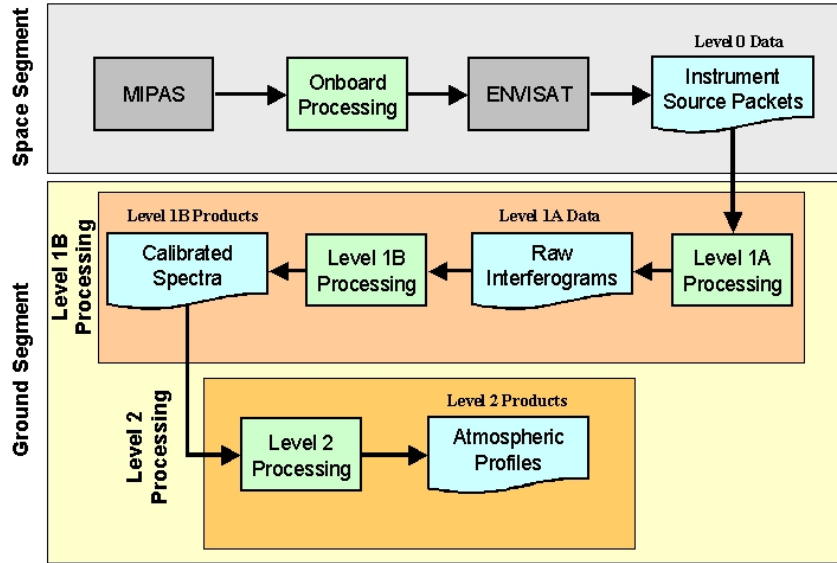 Space Segment
Level 0 Data
MIPAS
Onboard
Processing
ENVISAT
Instrument
Source Packets
Ground Segment
Level 1B
Processing
Level 1B Products
Calibrated
Spectra
Level 1B
Processing
Level 1A Data
Raw
Interferograms
Level 1A
Processing
Level 2
Processing
Level 2
Processing
Level 2 Products
Atmospheric
Profiles